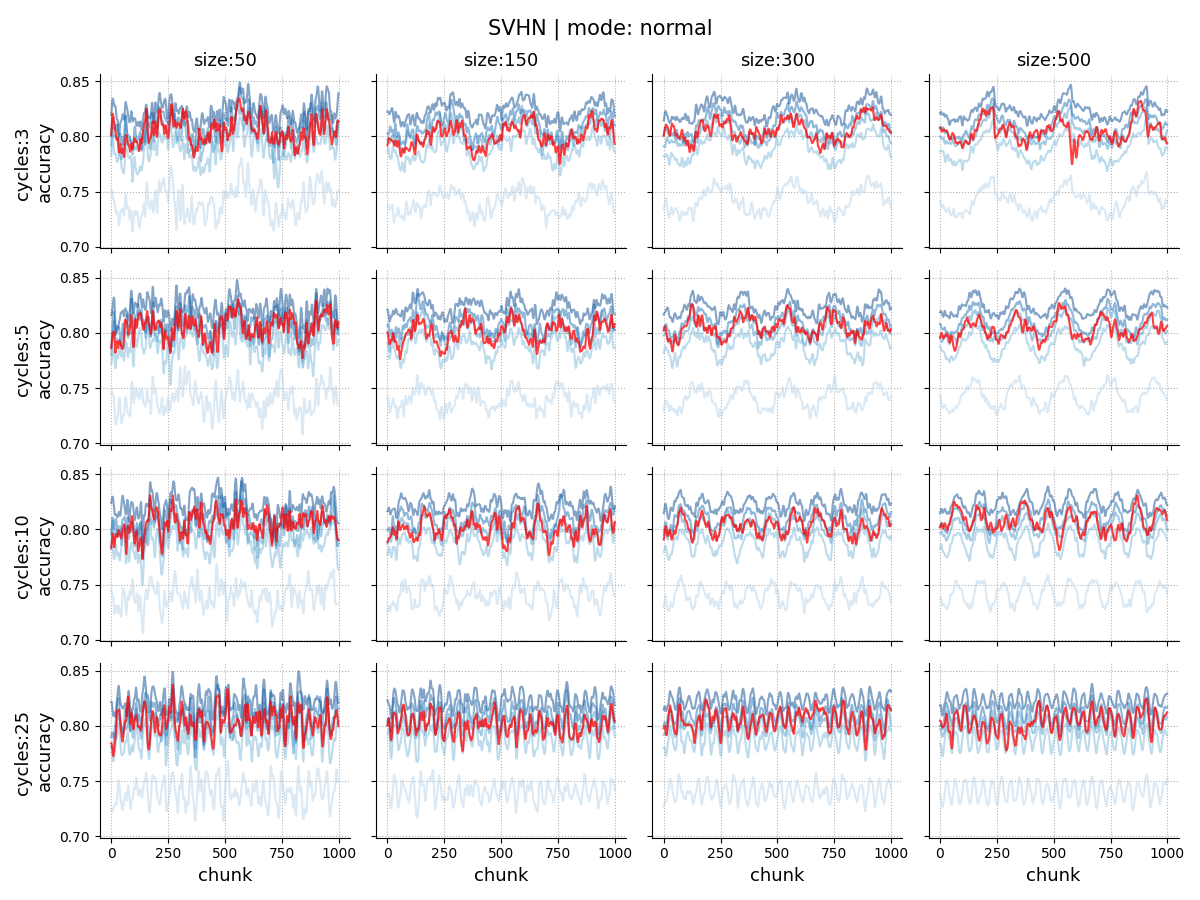 SVHN | mode: normal
size:50 size:150 size:300 size:500
cycles:3
accuracy
0.85
0.80
0.75
0.70
cycles:5
accuracy
0.85
0.80
0.75
0.70
cycles:10
accuracy
0.85
0.80
0.75
0.70
cycles:25
accuracy
0.85
0.80
0.75
0.70
0 250 500 750 1000 0 250 500 750 1000 0 250 500 750 1000 0 250 500 750 1000
chunk chunk chunk chunk